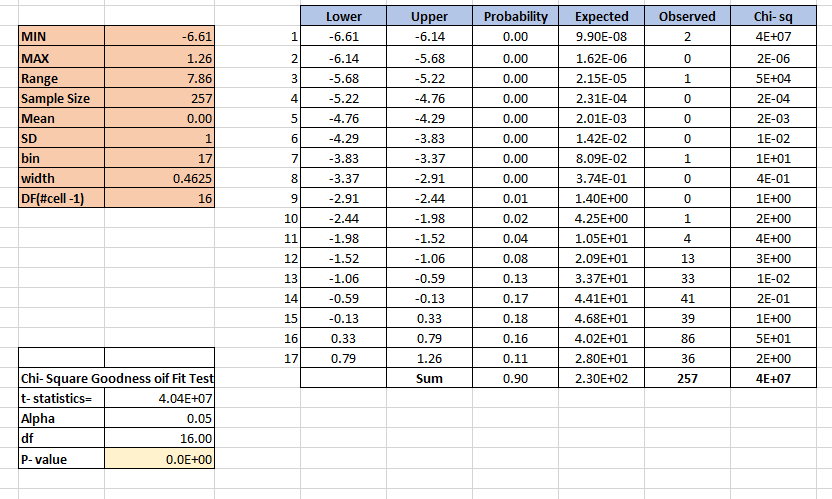 Lower Upper Probability Expected Observed Chi- sq
MIN -6.61 1 -6.61 -6.14 0.00 9.90E-08 2 4E+07
MAX 1.26 2 -6.14 -5.68 0.00 1.62E-06 0 2E-06
Range 7.86 3 -5.68 -5.22 0.00 2.15E-05 1 5E+04
Sample Size 257 4 -5.22 -4.76 0.00 2.31E-04 0 2E-04
Mean 0.00 5 -4.76 -4.29 0.00 2.01E-03 0 2E-03
SD 1 6 -4.29 -3.83 0.00 1.42E-02 0 1E-02
bin 17 7 -3.83 -3.37 0.00 8.09E-02 1 1E+01
width 0.4625 8 -3.37 -2.91 0.00 3.74E-01 0 4E-01
DF(#cell -1) 16 9 -2.91 -2.44 0.01 1.40E+00 0 1E+00
10 -2.44 -1.98 0.02 4.25E+00 1 2E+00
11 -1.98 -1.52 0.04 1.05E+01 4 4E+00
12 -1.52 -1.06 0.08 2.09E+01 13 3E+00
13 -1.06 -0.59 0.13 3.37E+01 33 1E-02
14 -0.59 -0.13 0.17 4.41E+01 41 2E-01
15 -0.13 0.33 0.18 4.68E+01 39 1E+00
16 0.33 0.79 0.16 4.02E+01 86 5E+01
17 0.79 1.26 0.11 2.80E+01 36 2E+00
Chi- Square Goodness oif Fit Test Sum 0.90 2.30E+02 257 4E+07
t- statistics= 4.04E+07
Alpha 0.05
df 16.00
P- value 0.0E+00